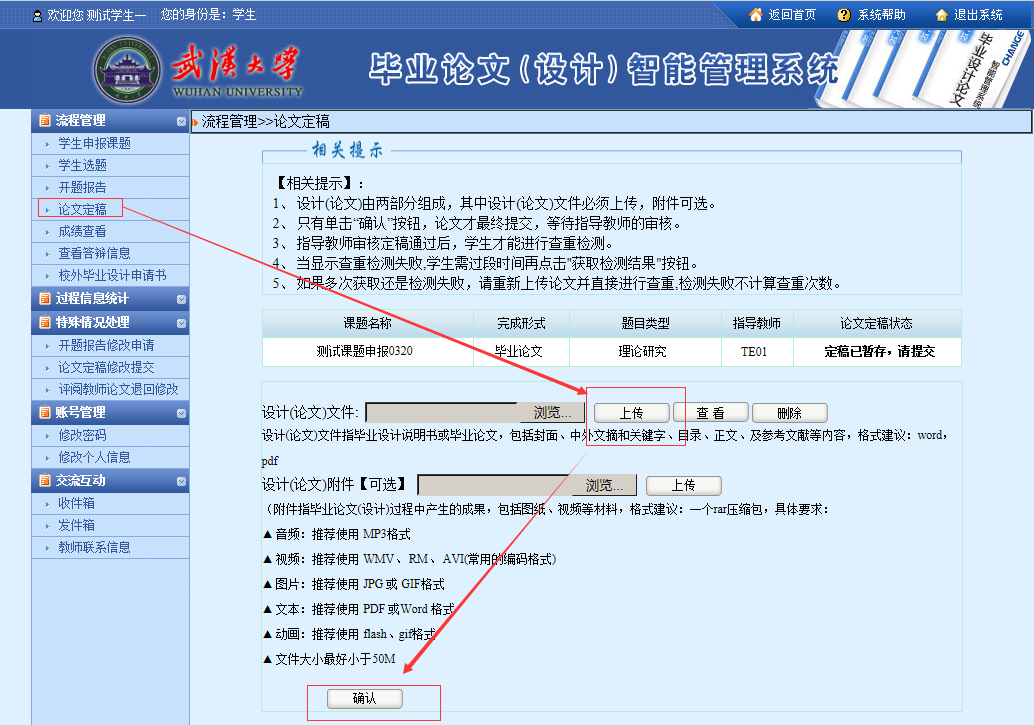 欢迎您 测试学生一 您的身份是：学生
返回首页 系统帮助 退出系统
武漢大學
WUHAN UNIVERSITY
毕业论文(设计)智能管理系统
CHANGE
毕业设计论文
智能管理系统
流程管理
学生申报课题
学生选题
开题报告
论文定稿
成绩查看
查看答辩信息
校外毕业设计申请书
过程信息统计
特殊情况处理
开题报告修改申请
论文定稿修改提交
评阅教师论文退回修改
账号管理
修改密码
修改个人信息
交流互动
收件箱
发件箱
教师联系信息
流程管理>>论文定稿
相关提示
【相关提示】：
1、 设计(论文)由两部分组成，其中设计(论文)文件必须上传，附件可选。
2、 只有单击“确认”按钮，论文才最终提交，等待指导教师的审核。
3、 指导教师审核定稿通过后，学生才能进行查重检测。
4、 当显示查重检测失败,学生需过段时间再点击"获取检测结果"按钮。
5、 如果多次获取还是检测失败，请重新上传论文并直接进行查重,检测失败不计算查重次数。
课题名称 完成形式 题目类型 指导教师 论文定稿状态
测试课题申报0320 毕业论文 理论研究 TE01 定稿已暂存，请提交
设计(论文)文件: 浏览... 上传 查 看 删除
设计(论文)文件指毕业设计说明书或毕业论文，包括封面、中外文摘和关键字、目录、正文、及参考文献等内容，格式建议：word，
pdf
设计(论文)附件【可选】 浏览... 上传
（附件指毕业论文(设计)过程中产生的成果，包括图纸、视频等材料，格式建议：一个rar压缩包，具体要求：
▲音频：推荐使用 MP3格式
▲视频：推荐使用 WMV、RM、AVI(常用的编码格式)
▲图片：推荐使用 JPG 或 GIF格式
▲文本：推荐使用 PDF 或Word 格式
▲动画：推荐使用 flash、gif格式
▲文件大小最好小于50M
确认